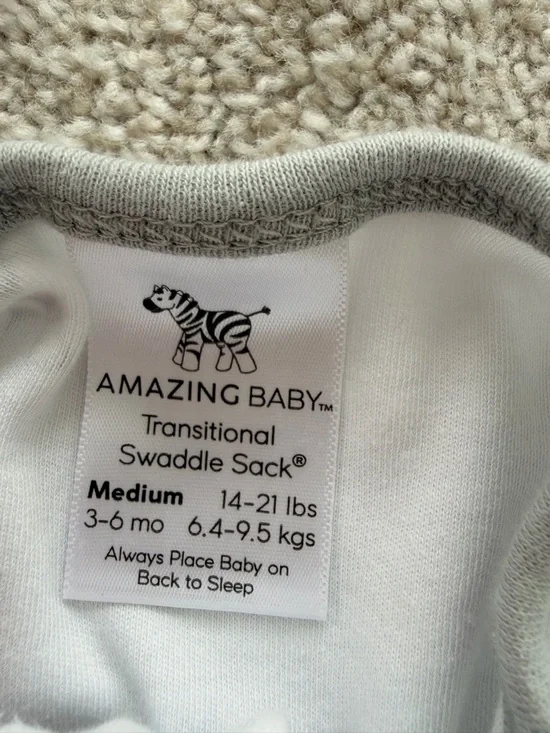 AMAZING BABY™
Transitional
Swaddle Sack®
Medium 14-21 lbs
3-6 mo 6.4-9.5 kgs
Always Place Baby on
Back to Sleep